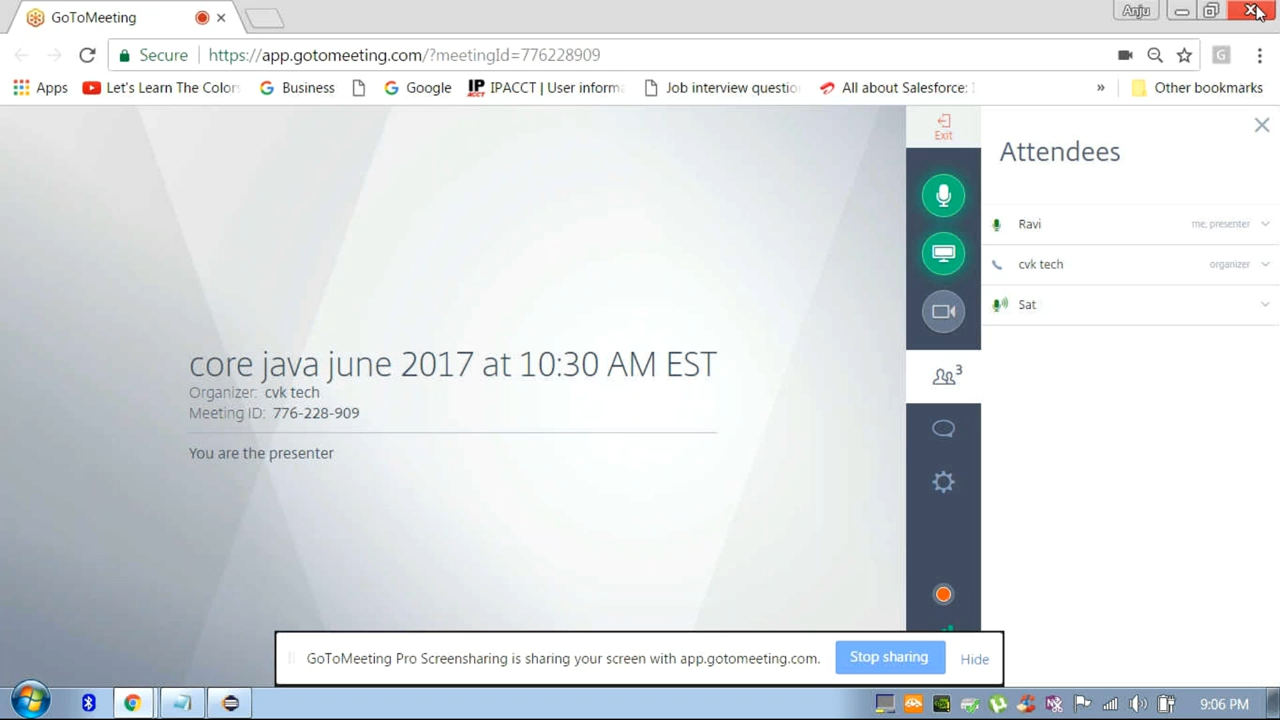 GoToMeeting
Anju
Secure
https://app.gotomeeting.com/?meetingId=776228909
G
Apps
Let's Learn The Color
Business
Google
IP
ACCT
IPACCT | User inform
Job interview questio
All about Salesforce:
»
Other bookmarks
Exit
Attendees
Ravi
me, presenter
cvk tech
organizer
Sat
core java june 2017 at 10:30 AM EST
Organizer: cvk tech
Meeting ID: 776-228-909
You are the presenter
3
GoToMeeting Pro Screensharing is sharing your screen with app.gotomeeting.com.
Stop sharing
Hide
9:06 PM